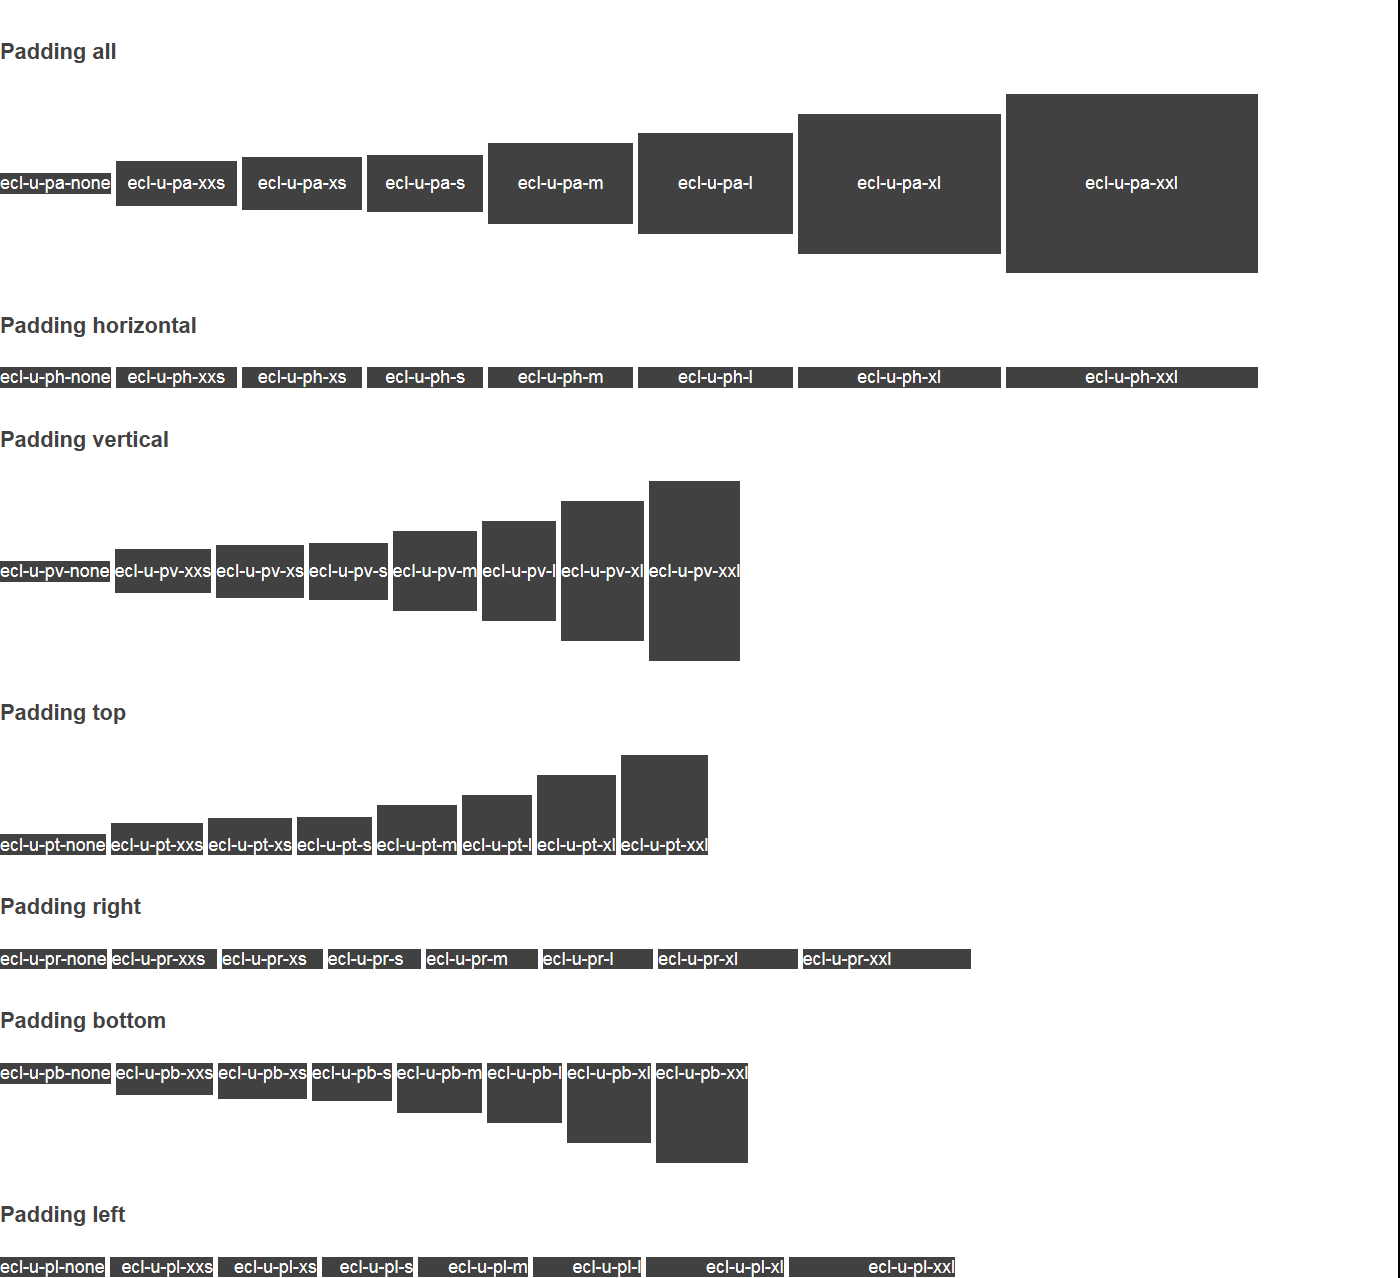 Padding all
ecl-u-pa-none ecl-u-pa-xxs ecl-u-pa-xs ecl-u-pa-s ecl-u-pa-m ecl-u-pa-l ecl-u-pa-xl ecl-u-pa-xxl
Padding horizontal
ecl-u-ph-none ecl-u-ph-xxs ecl-u-ph-xs ecl-u-ph-s ecl-u-ph-m ecl-u-ph-l ecl-u-ph-xl ecl-u-ph-xxl
Padding vertical
ecl-u-pv-none ecl-u-pv-xxs ecl-u-pv-xs ecl-u-pv-s ecl-u-pv-m ecl-u-pv-l ecl-u-pv-xl ecl-u-pv-xxl
Padding top
ecl-u-pt-none ecl-u-pt-xxs ecl-u-pt-xs ecl-u-pt-s ecl-u-pt-m ecl-u-pt-l ecl-u-pt-xl ecl-u-pt-xxl
Padding right
ecl-u-pr-none ecl-u-pr-xxs ecl-u-pr-xs ecl-u-pr-s ecl-u-pr-m ecl-u-pr-l ecl-u-pr-xl ecl-u-pr-xxl
Padding bottom
ecl-u-pb-none ecl-u-pb-xxs ecl-u-pb-xs ecl-u-pb-s ecl-u-pb-m ecl-u-pb-l ecl-u-pb-xl ecl-u-pb-xxl
Padding left
ecl-u-pl-none ecl-u-pl-xxs ecl-u-pl-xs ecl-u-pl-s ecl-u-pl-m ecl-u-pl-l ecl-u-pl-xl ecl-u-pl-xxl